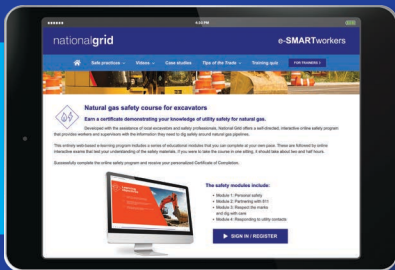 4:20 PM
nationalgrid
e-SMARTworkers
Safe practices
Videos
Case studies
Tips of the Trade
Training quiz
FOR TRAINERS
Natural gas safety course for excavators
Earn a certificate demonstrating your knowledge of utility safety for natural gas.
Developed with the assistance of local excavators and safety professionals, National Grid offers a self-directed, interactive online safety program
that provides workers and supervisors with the information they need to dig safely around natural gas pipelines.
This entirely web-based e-learning program includes a series of educational modules that you can complete at your own pace. These are followed by online
interactive exams that test your understanding of the safety materials. If you were to take the course in one sitting, it should take about two and half hours.
Successfully complete the online safety program and receive your personalized Certificate of Completion.
The safety modules include:
• Module 1: Personal safety
• Module 2: Partnering with 811
• Module 3: Respect the marks
and dig with care
• Module 4: Responding to utility contacts
SIGN IN / REGISTER